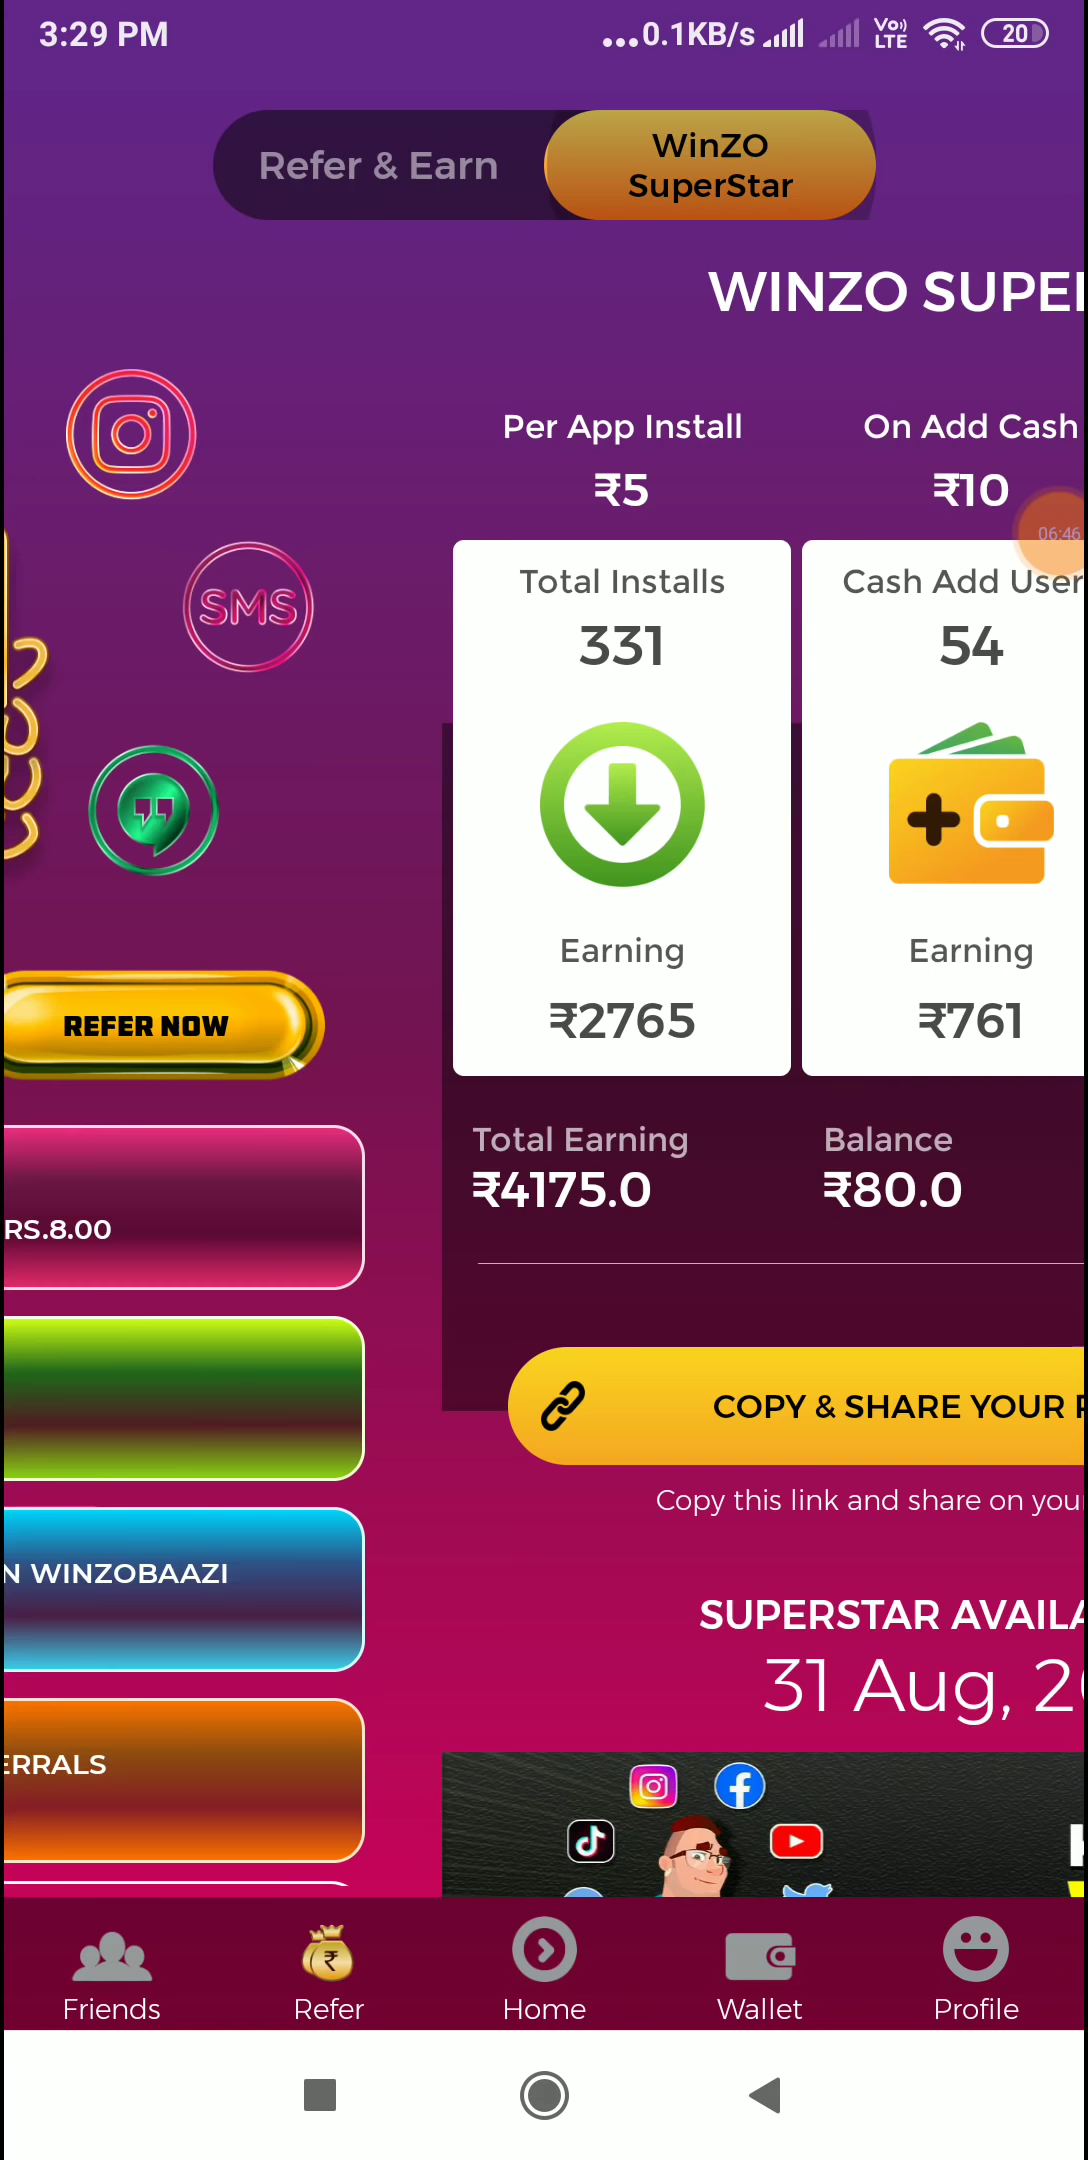 3:29 PM
...0.1KB/s
Vo)) LTE
20
Refer & Earn
WinZO
SuperStar
WINZO SUPE
Per App Install
On Add Cash
₹5
₹10
06:46
Total Installs
Cash Add User
331
54
SMS
Earning
Earning
₹2765
₹761
REFER NOW
Total Earning
Balance
₹4175.0
₹80.0
RS.8.00
COPY & SHARE YOUR
Copy this link and share on you
N WINZOBAAZI
SUPERSTAR AVAILA
31 Aug, 2
ERRALS
Friends
Refer
Home
Wallet
Profile